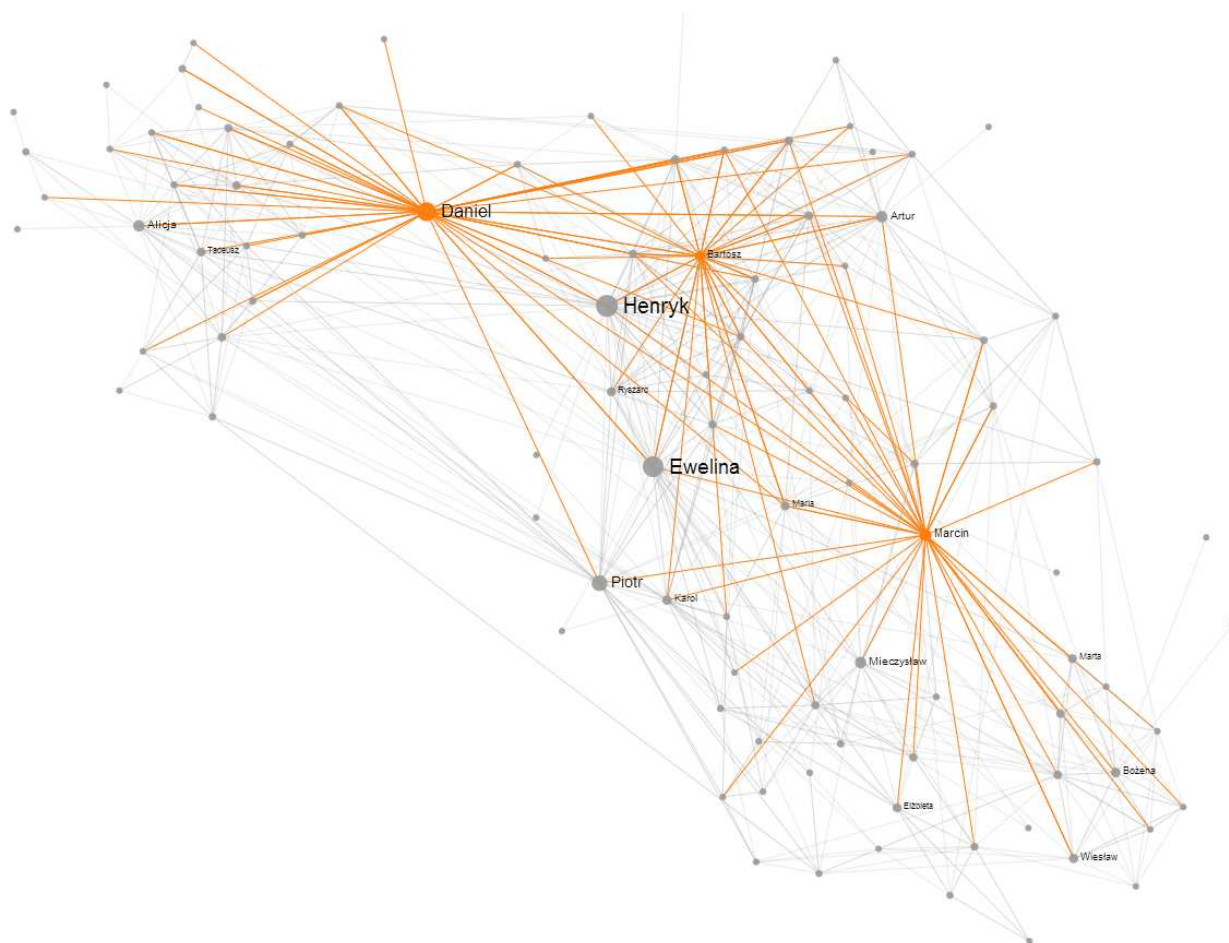 Daniel
Artur
Alicja
Tadeusz
Bartosz
Henryk
Ryszard
Ewelina
Maria
Marcin
Piotr
Karol
Marta
Mieczysław
Bożena
Elżbieta
Wiesław